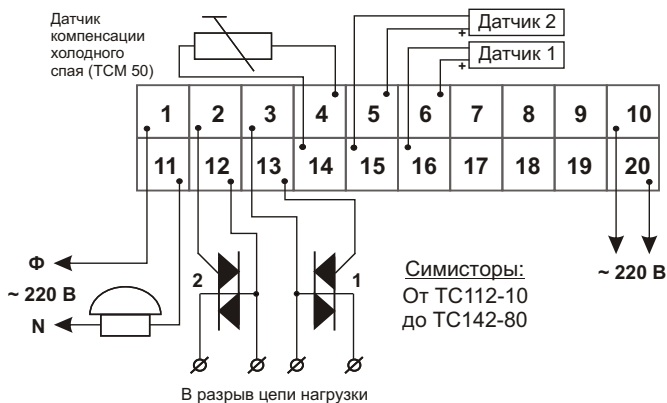 Датчик
компенсации
холодного
спая (ТСМ 50)
Датчик 2
+
Датчик 1
+
1 2 3 4 5 6 7 8 9 10
11 12 13 14 15 16 17 18 19 20
Ф
~ 220 В
N
2
1
Симисторы:
От ТС112-10
до ТС142-80
~ 220 В
В разрыв цепи нагрузки